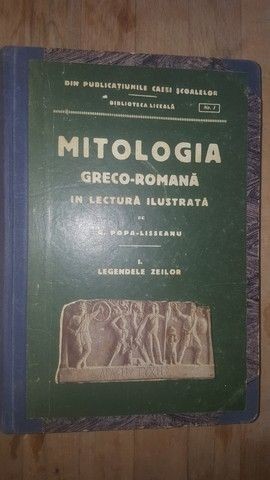 DIN PUBLICAȚIUNILE CASEI ȘCOALELOR
BIBLIOTECA LICEALĂ
No. 1
MITOLOGIA
GRECO-ROMANĂ
IN LECTURĂ ILUSTRATĂ
DE
G. POPA-LISSEANU
I.
LEGENDELE ZEILOR